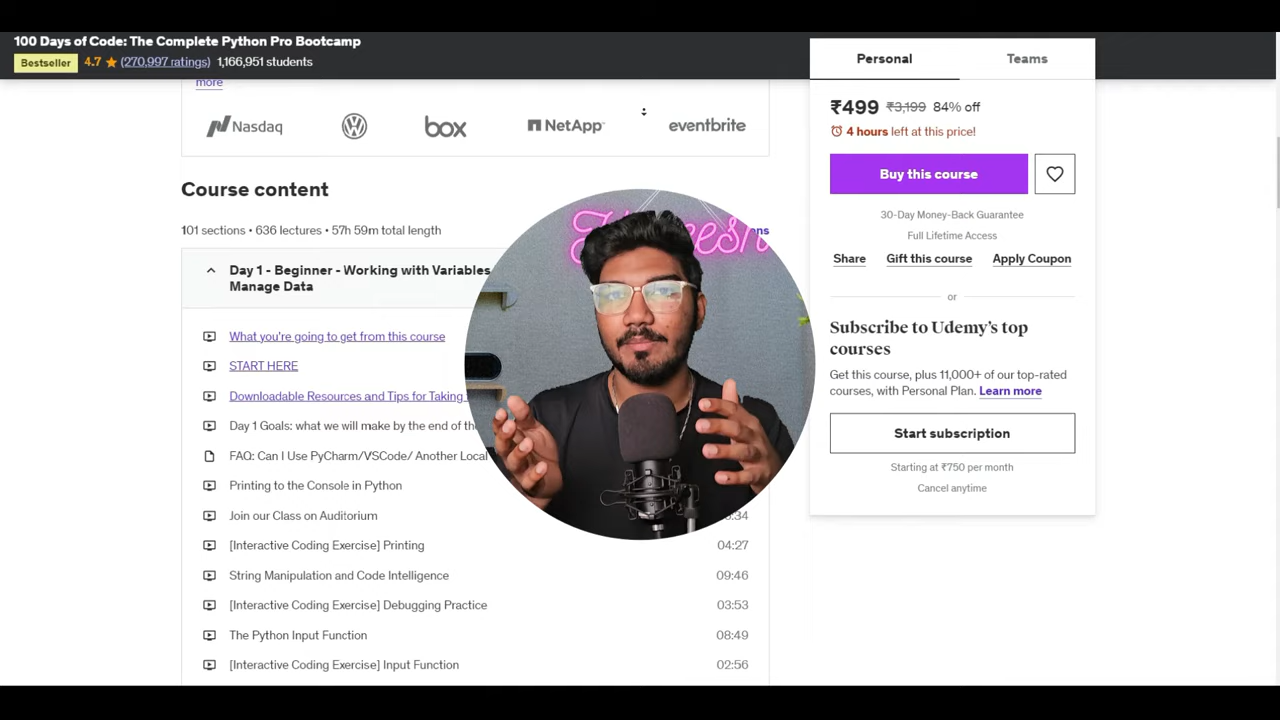 100 Days of Code: The Complete Python Pro Bootcamp
Bestseller 4.7 (270,997 ratings) 1,166,951 students
more
Nasdaq box NetApp eventbrite
Course content
101 sections • 636 lectures • 57h 59m total length
Day 1 - Beginner - Working with Variables
Manage Data
What you're going to get from this course
START HERE
Downloadable Resources and Tips for Taking
Day 1 Goals: what we will make by the end of
FAQ: Can I Use PyCharm/VSCode/ Another Local
Printing to the Console in Python
Join our Class on Auditorium
[Interactive Coding Exercise] Printing 04:27
String Manipulation and Code Intelligence 09:46
[Interactive Coding Exercise] Debugging Practice 03:53
The Python Input Function 08:49
[Interactive Coding Exercise] Input Function 02:56
Personal Teams
₹499 ₹3,199 84% off
4 hours left at this price!
Buy this course
30-Day Money-Back Guarantee
Full Lifetime Access
Share Gift this course Apply Coupon
or
Subscribe to Udemy's top
courses
Get this course, plus 11,000+ of our top-rated
courses, with Personal Plan. Learn more
Start subscription
Starting at ₹750 per month
Cancel anytime